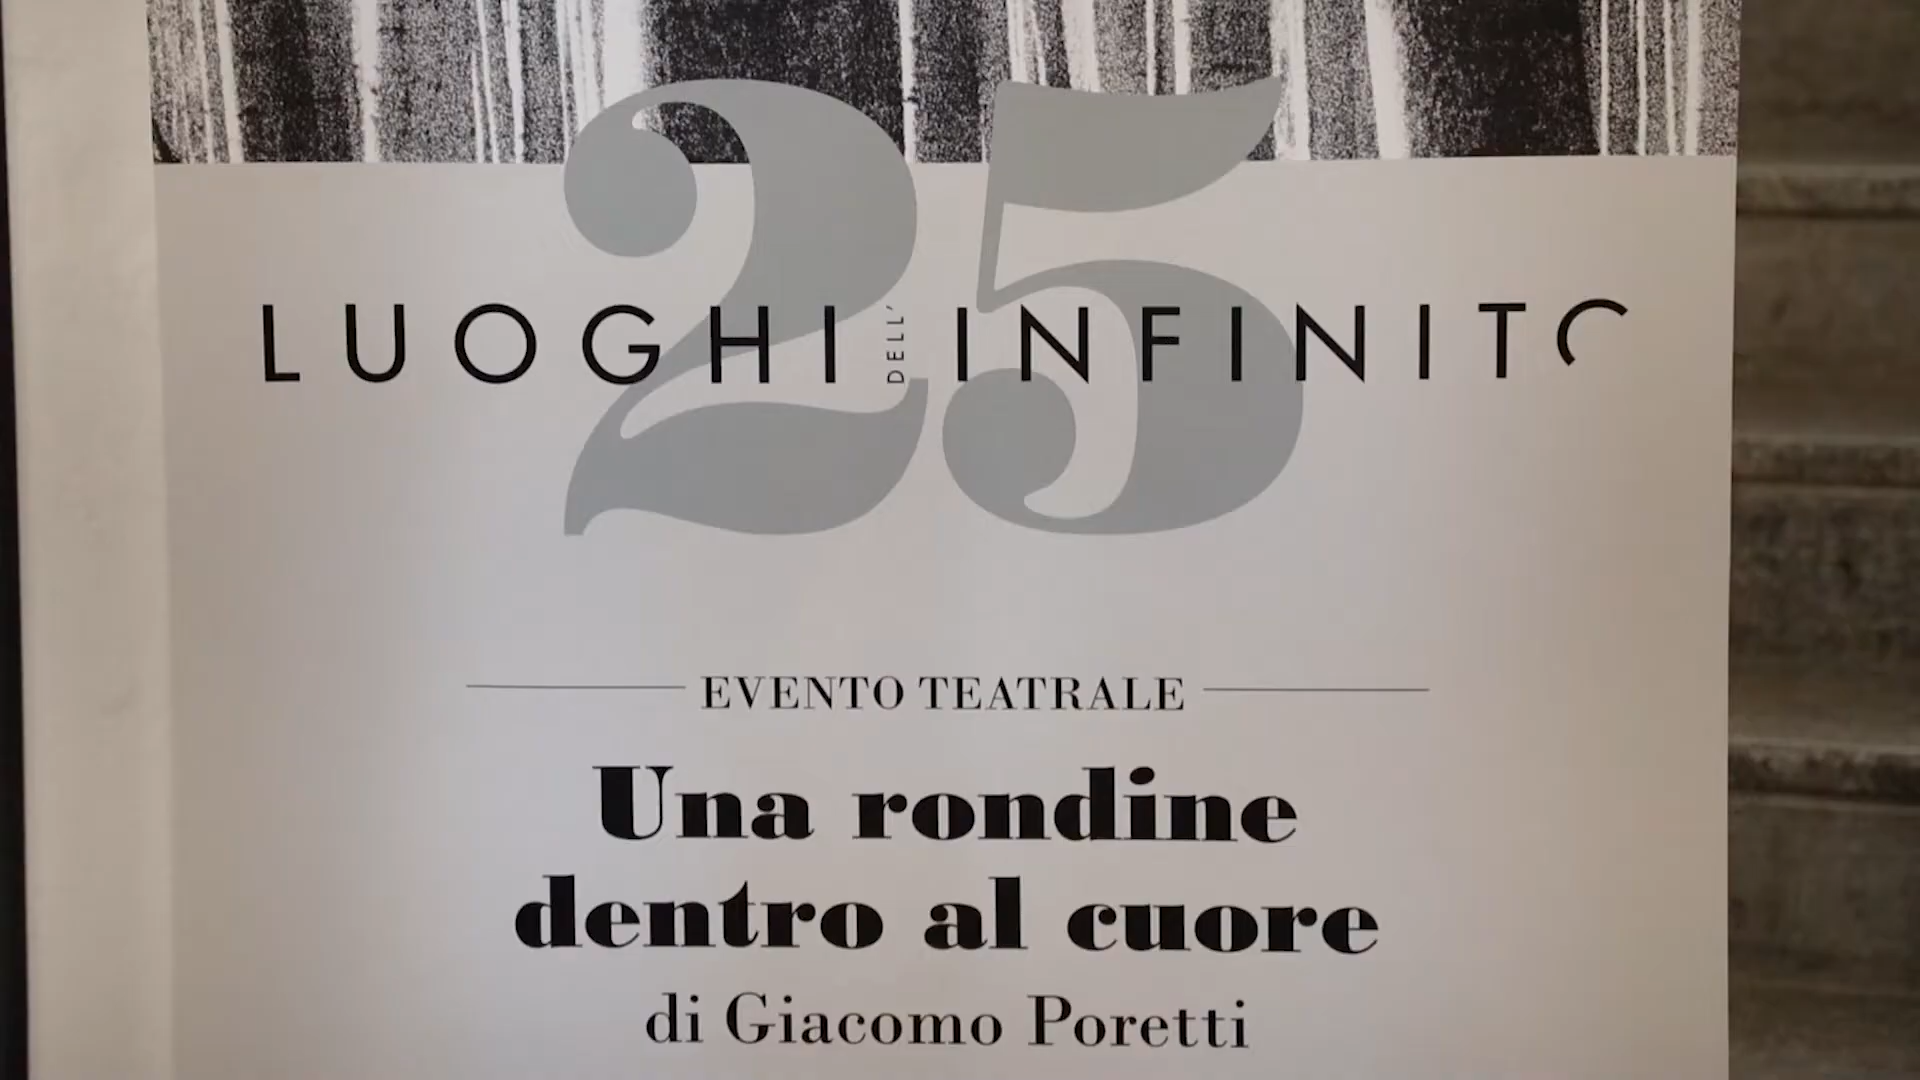 25
LUOGHI DELL' INFINITO
EVENTO TEATRALE
Una rondine
dentro al cuore
di Giacomo Poretti